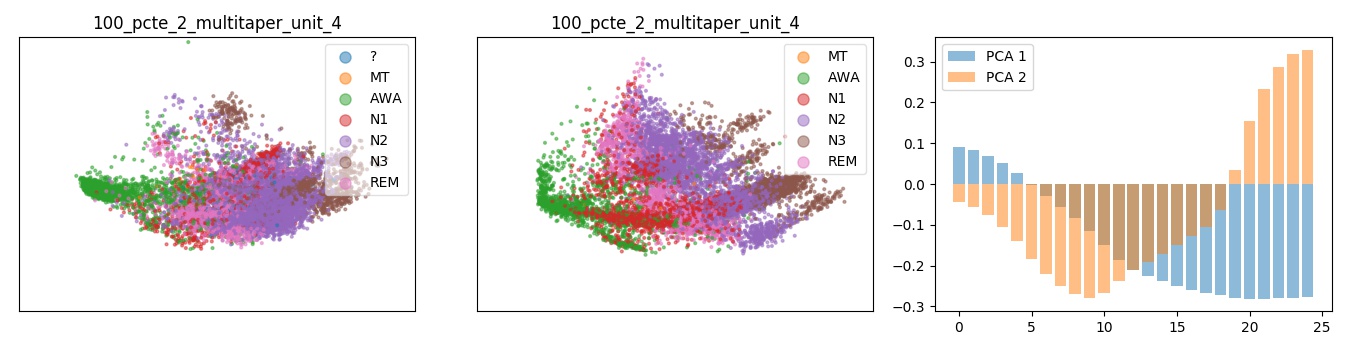 100_pcte_2_multitaper_unit_4
?
MT
AWA
N1
N2
N3
REM
100_pcte_2_multitaper_unit_4
MT
AWA
N1
N2
N3
REM
PCA 1
PCA 2
0.3
0.2
0.1
0.0
−0.1
−0.2
−0.3
0 5 10 15 20 25